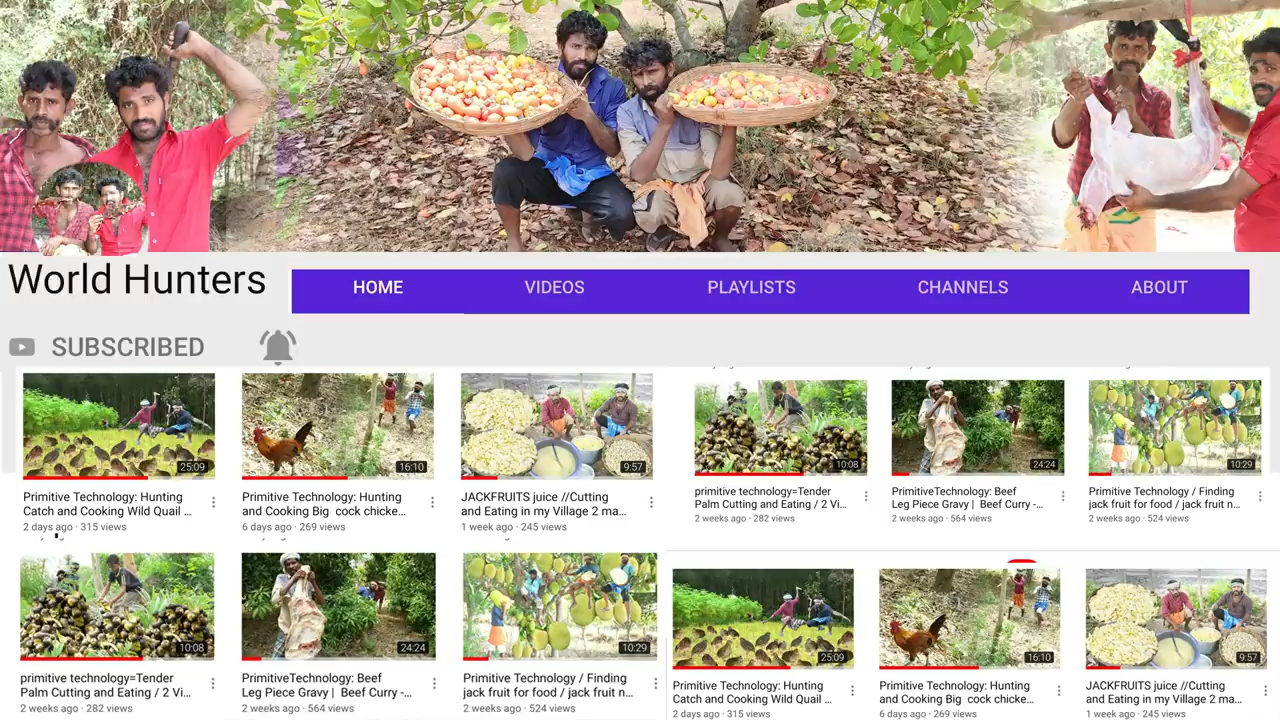 World Hunters
HOME VIDEOS PLAYLISTS CHANNELS ABOUT
SUBSCRIBED
25:09
16:10
9:57
10:08
24:24
10:29
Primitive Technology: Hunting
Catch and Cooking Wild Quail ...
2 days ago · 315 views
Primitive Technology: Hunting
and Cooking Big cock chicke...
6 days ago · 269 views
JACKFRUITS juice //Cutting
and Eating in my Village 2 ma...
1 week ago · 245 views
primitive technology=Tender
Palm Cutting and Eating / 2 Vi...
2 weeks ago · 282 views
PrimitiveTechnology: Beef
Leg Piece Gravy | Beef Curry -...
2 weeks ago · 564 views
Primitive Technology / Finding
jack fruit for food / jack fruit n...
2 weeks ago · 524 views
10:08
24:24
10:29
25:09
16:10
9:57
primitive technology=Tender
Palm Cutting and Eating / 2 Vi...
2 weeks ago · 282 views
PrimitiveTechnology: Beef
Leg Piece Gravy | Beef Curry -...
2 weeks ago · 564 views
Primitive Technology / Finding
jack fruit for food / jack fruit n...
2 weeks ago · 524 views
Primitive Technology: Hunting
Catch and Cooking Wild Quail ...
2 days ago · 315 views
Primitive Technology: Hunting
and Cooking Big cock chicke...
6 days ago · 269 views
JACKFRUITS juice //Cutting
and Eating in my Village 2 ma...
1 week ago · 245 views